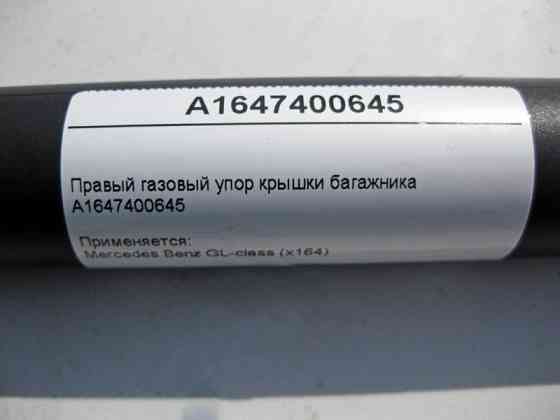 A1647400645
Правый газовый упор крышки багажника
A1647400645
Применяется:
Mercedes Benz GL-class (x164)